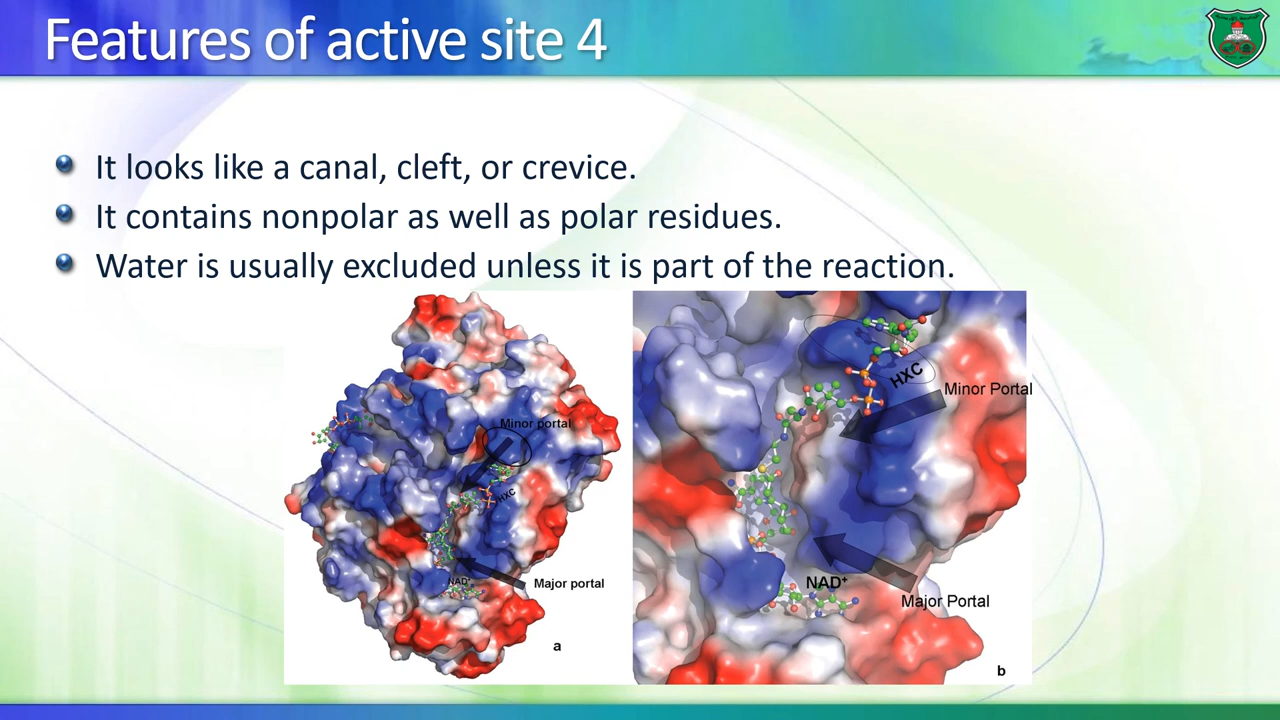 Features of active site 4
It looks like a canal, cleft, or crevice.
It contains nonpolar as well as polar residues.
Water is usually excluded unless it is part of the reaction.
Minor portal
HXC
NAD⁺
Major portal
a
HXC
Minor Portal
NAD⁺
Major Portal
b